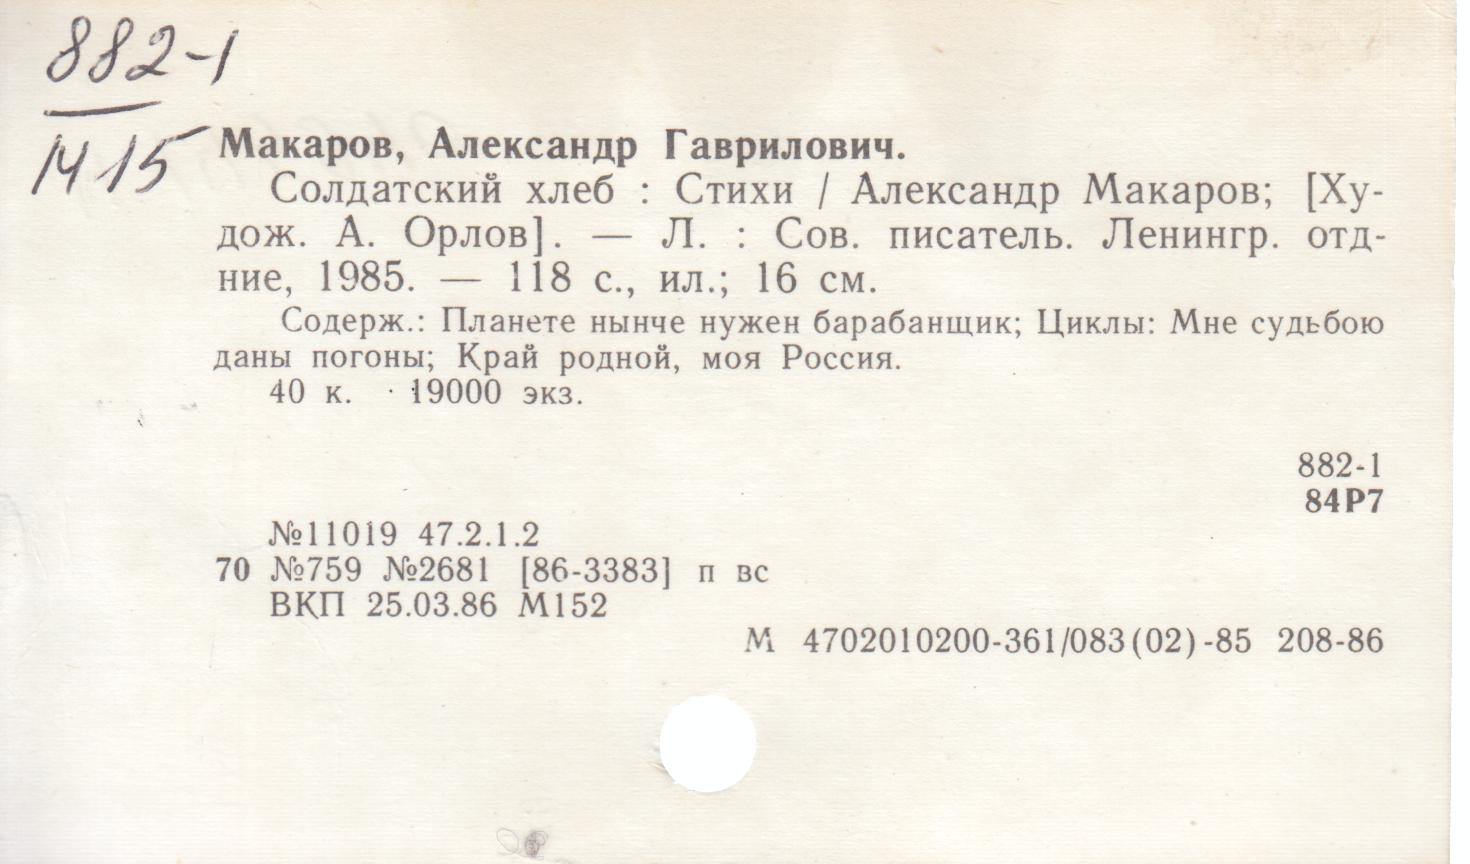 882-1
М15
Макаров, Александр Гаврилович.
Солдатский хлеб : Стихи / Александр Макаров; [Ху-
дож. А. Орлов]. — Л. : Сов. писатель. Ленингр. отд-
ние, 1985. — 118 с., ил.; 16 см.
Содерж.: Планете нынче нужен барабанщик; Циклы: Мне судьбою
даны погоны; Край родной, моя Россия.
40 к. 19000 экз.
882-1
84Р7
№11019 47.2.1.2
70 №759 №2681 [86-3383] п вс
ВКП 25.03.86 М152
М 4702010200-361/083(02)-85 208-86